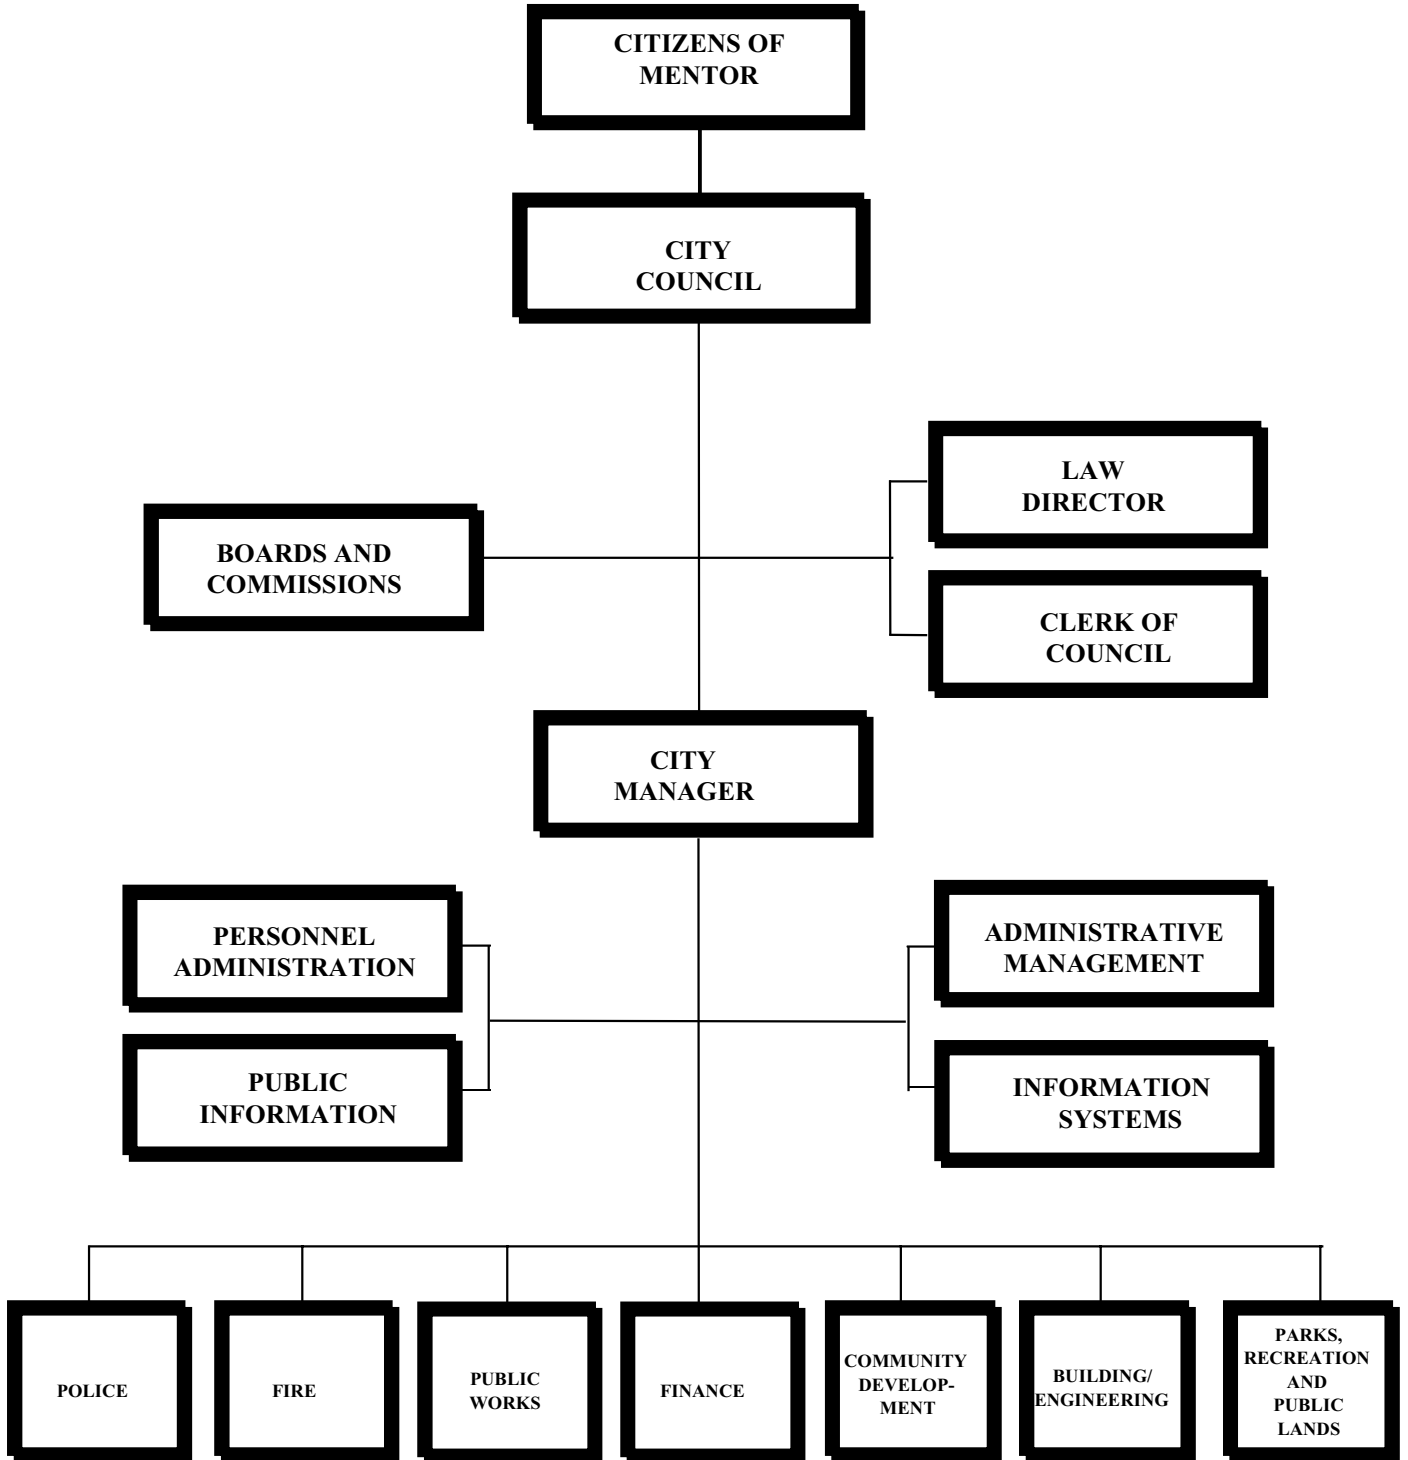 CITIZENS OF
MENTOR
CITY
COUNCIL
LAW
DIRECTOR
BOARDS AND
COMMISSIONS
CLERK OF
COUNCIL
CITY
MANAGER
PERSONNEL
ADMINISTRATION
ADMINISTRATIVE
MANAGEMENT
PUBLIC
INFORMATION
INFORMATION
SYSTEMS
POLICE
FIRE
PUBLIC
WORKS
FINANCE
COMMUNITY
DEVELOP-
MENT
BUILDING/
ENGINEERING
PARKS,
RECREATION
AND
PUBLIC
LANDS